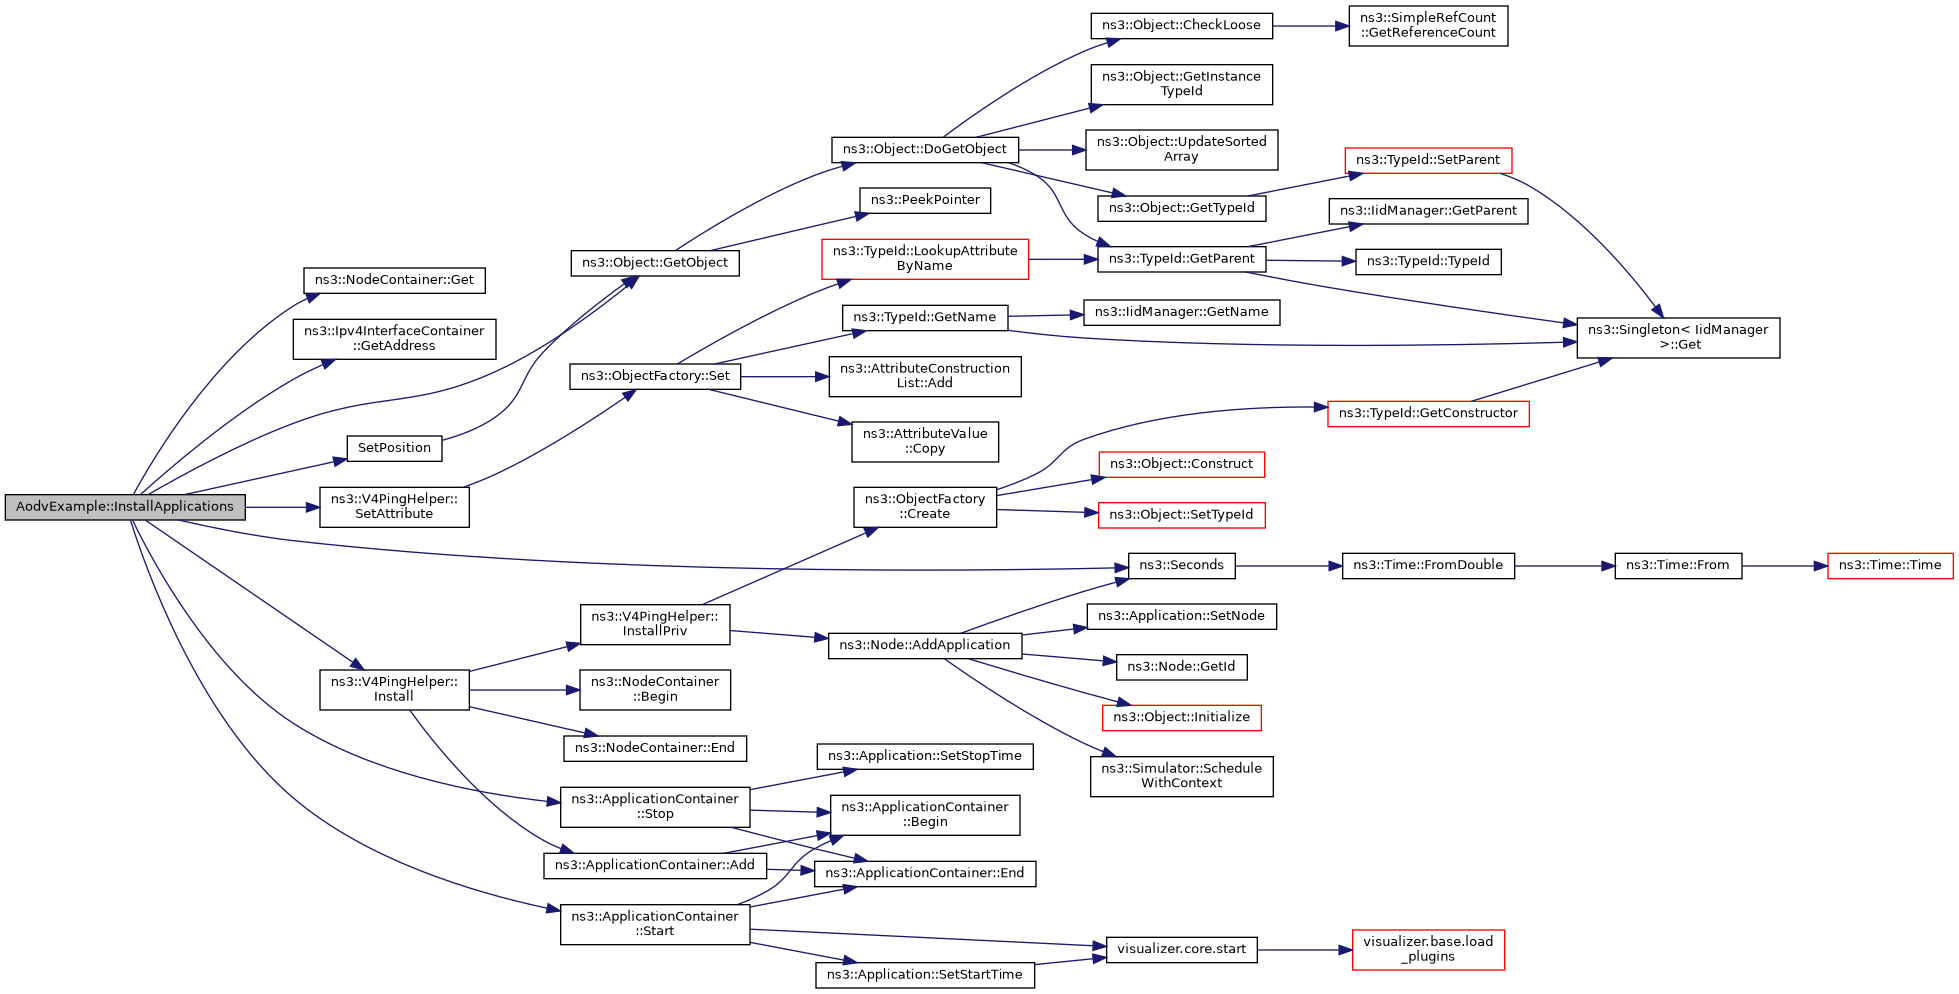 AodvExample::InstallApplications
ns3::NodeContainer::Get
ns3::Ipv4InterfaceContainer
::GetAddress
SetPosition
ns3::V4PingHelper::
SetAttribute
ns3::V4PingHelper::
Install
ns3::Object::GetObject
ns3::ObjectFactory::Set
ns3::V4PingHelper::
InstallPriv
ns3::NodeContainer
::Begin
ns3::NodeContainer::End
ns3::ApplicationContainer
::Stop
ns3::ApplicationContainer::Add
ns3::ApplicationContainer
::Start
ns3::Object::DoGetObject
ns3::PeekPointer
ns3::TypeId::LookupAttribute
ByName
ns3::TypeId::GetName
ns3::AttributeConstruction
List::Add
ns3::AttributeValue
::Copy
ns3::ObjectFactory
::Create
ns3::Node::AddApplication
ns3::Application::SetStopTime
ns3::ApplicationContainer
::Begin
ns3::ApplicationContainer::End
ns3::Application::SetStartTime
ns3::Object::CheckLoose
ns3::Object::GetInstance
TypeId
ns3::Object::UpdateSorted
Array
ns3::Object::GetTypeId
ns3::TypeId::GetParent
ns3::IidManager::GetName
ns3::Object::Construct
ns3::Object::SetTypeId
ns3::Seconds
ns3::Application::SetNode
ns3::Node::GetId
ns3::Object::Initialize
ns3::Simulator::Schedule
WithContext
visualizer.core.start
ns3::SimpleRefCount
::GetReferenceCount
ns3::TypeId::SetParent
ns3::IidManager::GetParent
ns3::TypeId::TypeId
ns3::TypeId::GetConstructor
ns3::Time::FromDouble
visualizer.base.load
_plugins
ns3::Singleton< IidManager
>::Get
ns3::Time::From
ns3::Time::Time